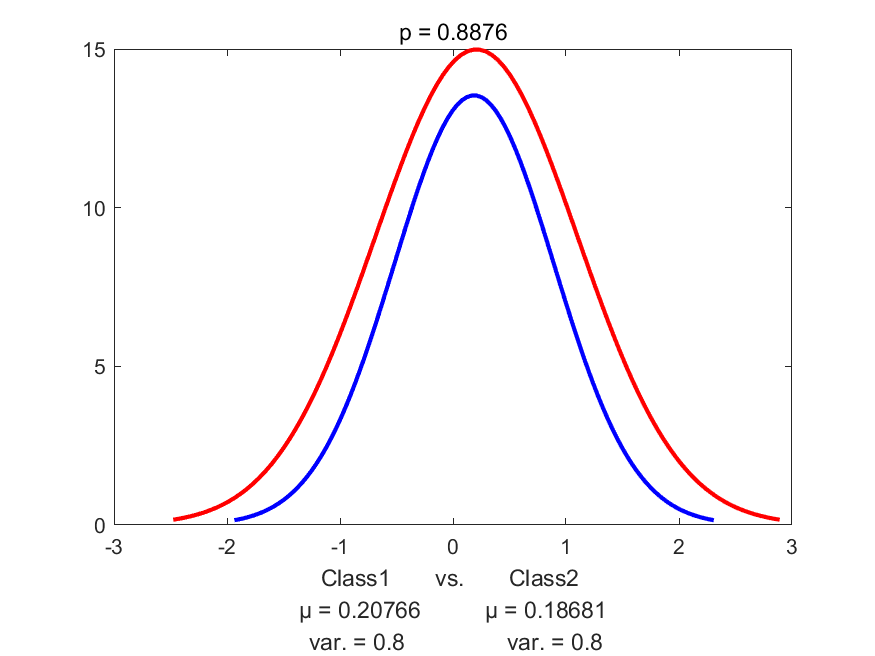 p = 0.8876
15
10
5
0
-3 -2 -1 0 1 2 3
Class1 vs. Class2
μ = 0.20766 μ = 0.18681
var. = 0.8 var. = 0.8